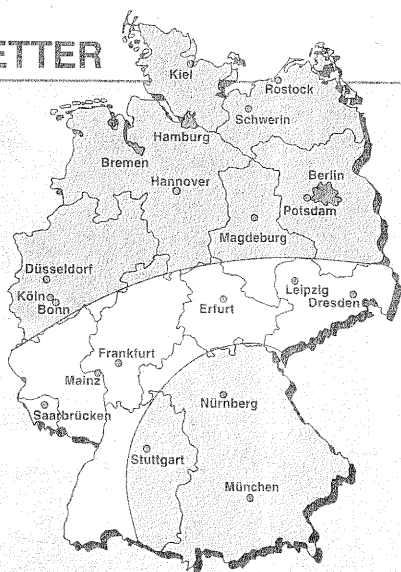 ETTER
Kiel
Rostock
Schwerin
Hamburg
Bremen
Berlin
Hannover
Potsdam
Magdeburg
Düsseldorf
Leipzig
Köln
Dresden
Bonn
Erfurt
Frankfurt
Mainz
Nürnberg
Saarbrücken
Stuttgart
München